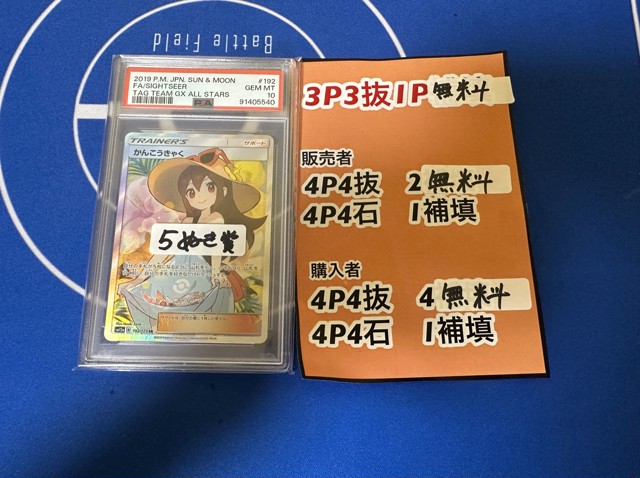 Battle Field
2019 P.M. JPN. SUN & MOON #192
FA/SIGHTSEER GEM MT
TAG TEAM GX ALL STARS 10
PSA 91405540
TRAINER'S サポート
かんこうきゃく
5ぬき賞
3P3抜1P無料
販売者
4P4抜 2無料
4P4石 1補填
購入者
4P4抜 4無料
4P4石 1補填